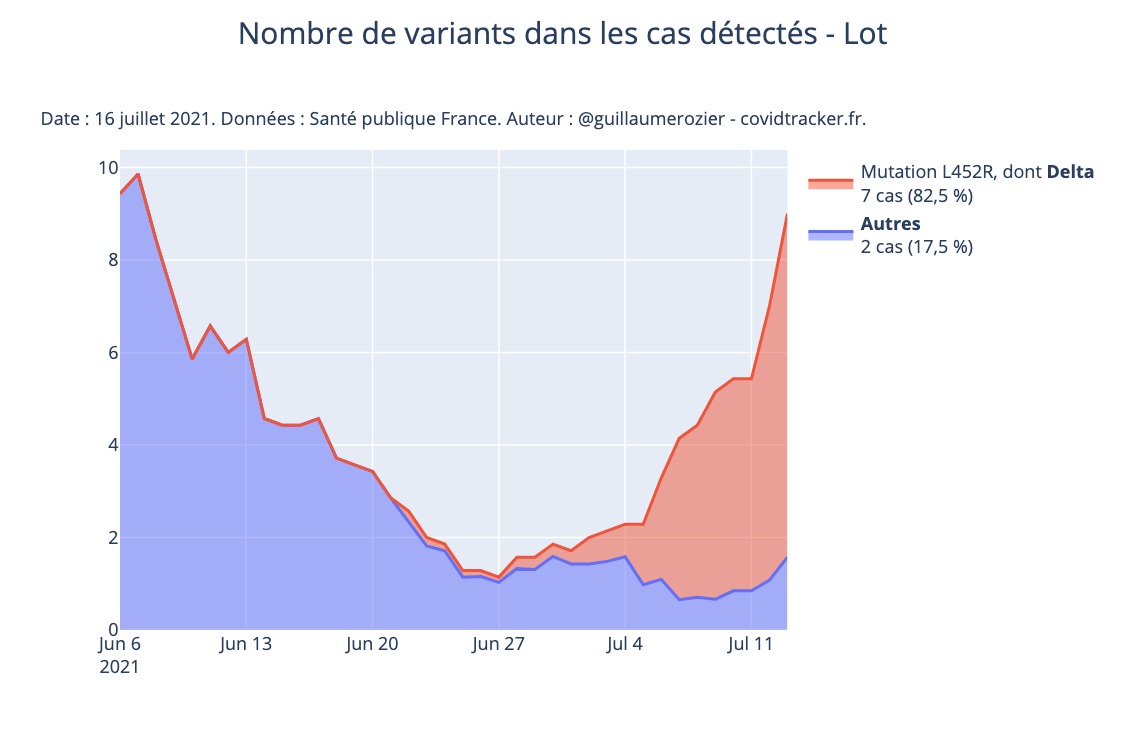 Nombre de variants dans les cas détectés - Lot
Date : 16 juillet 2021. Données : Santé publique France. Auteur : @guillaumerozier - covidtracker.fr.
10
8
6
4
2
0
Mutation L452R, dont Delta
7 cas (82,5 %)
Autres
2 cas (17,5 %)
Jun 6
2021
Jun 13
Jun 20
Jun 27
Jul 4
Jul 11